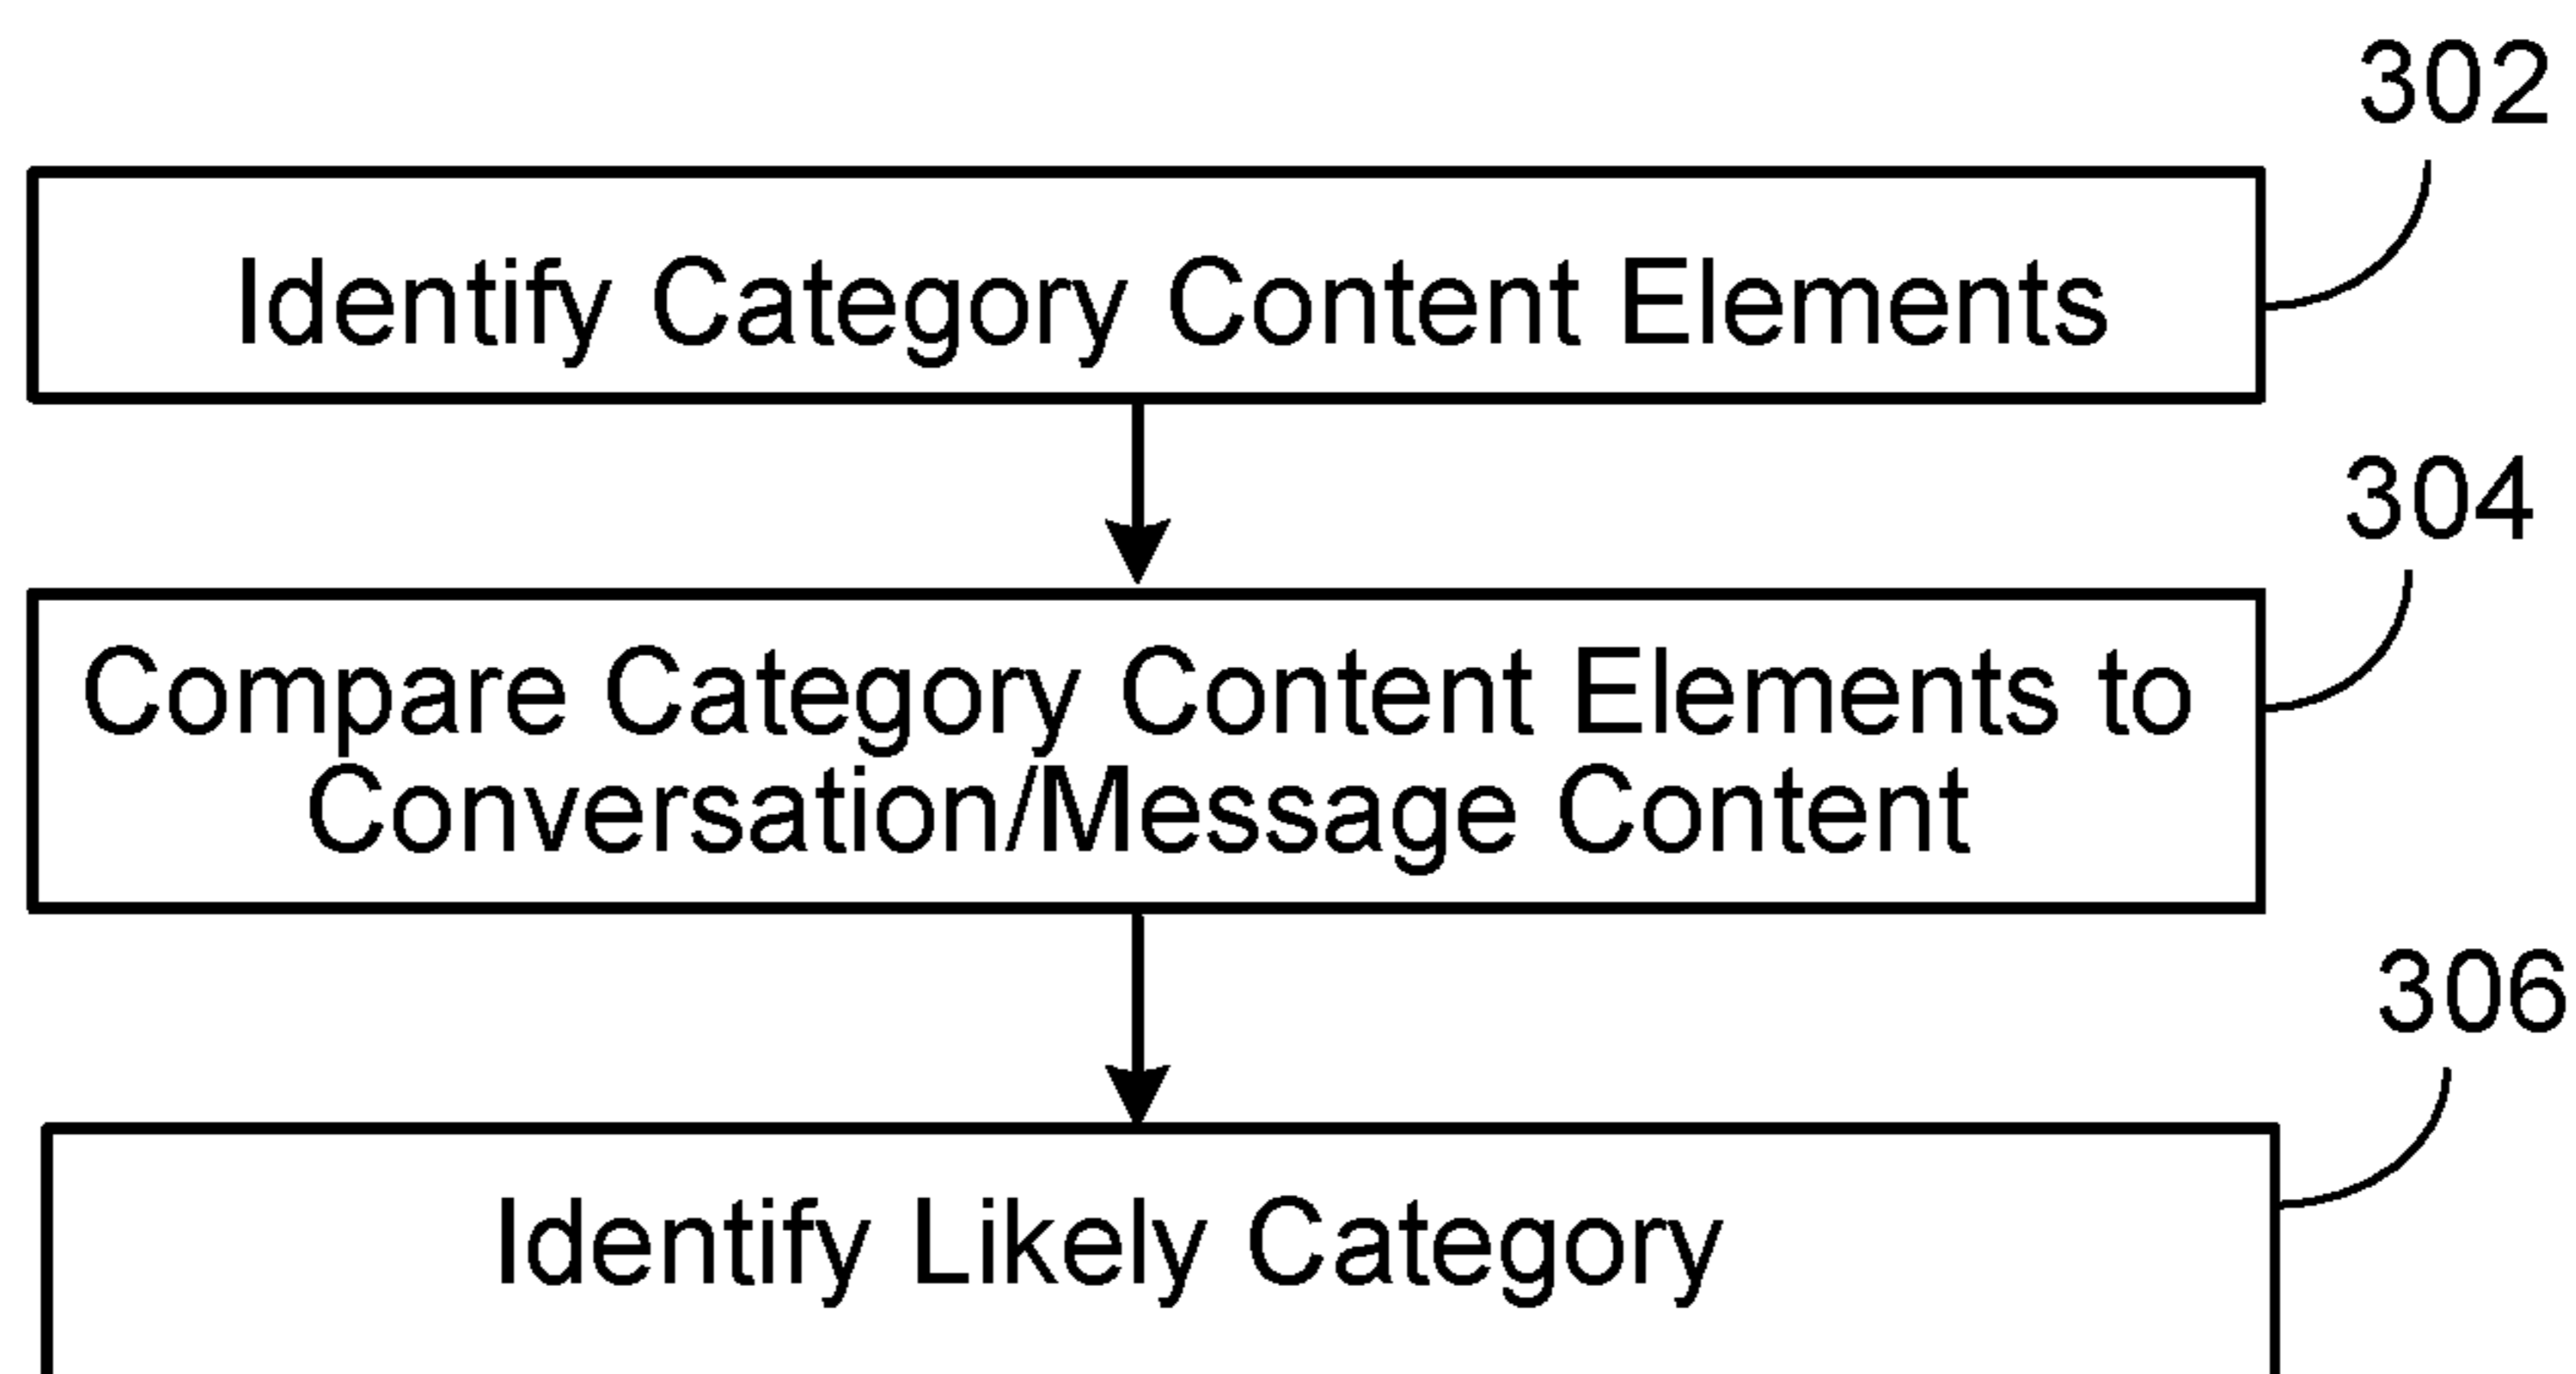 302
Identify Category Content Elements
304
Compare Category Content Elements to
Conversation/Message Content
306
Identify Likely Category